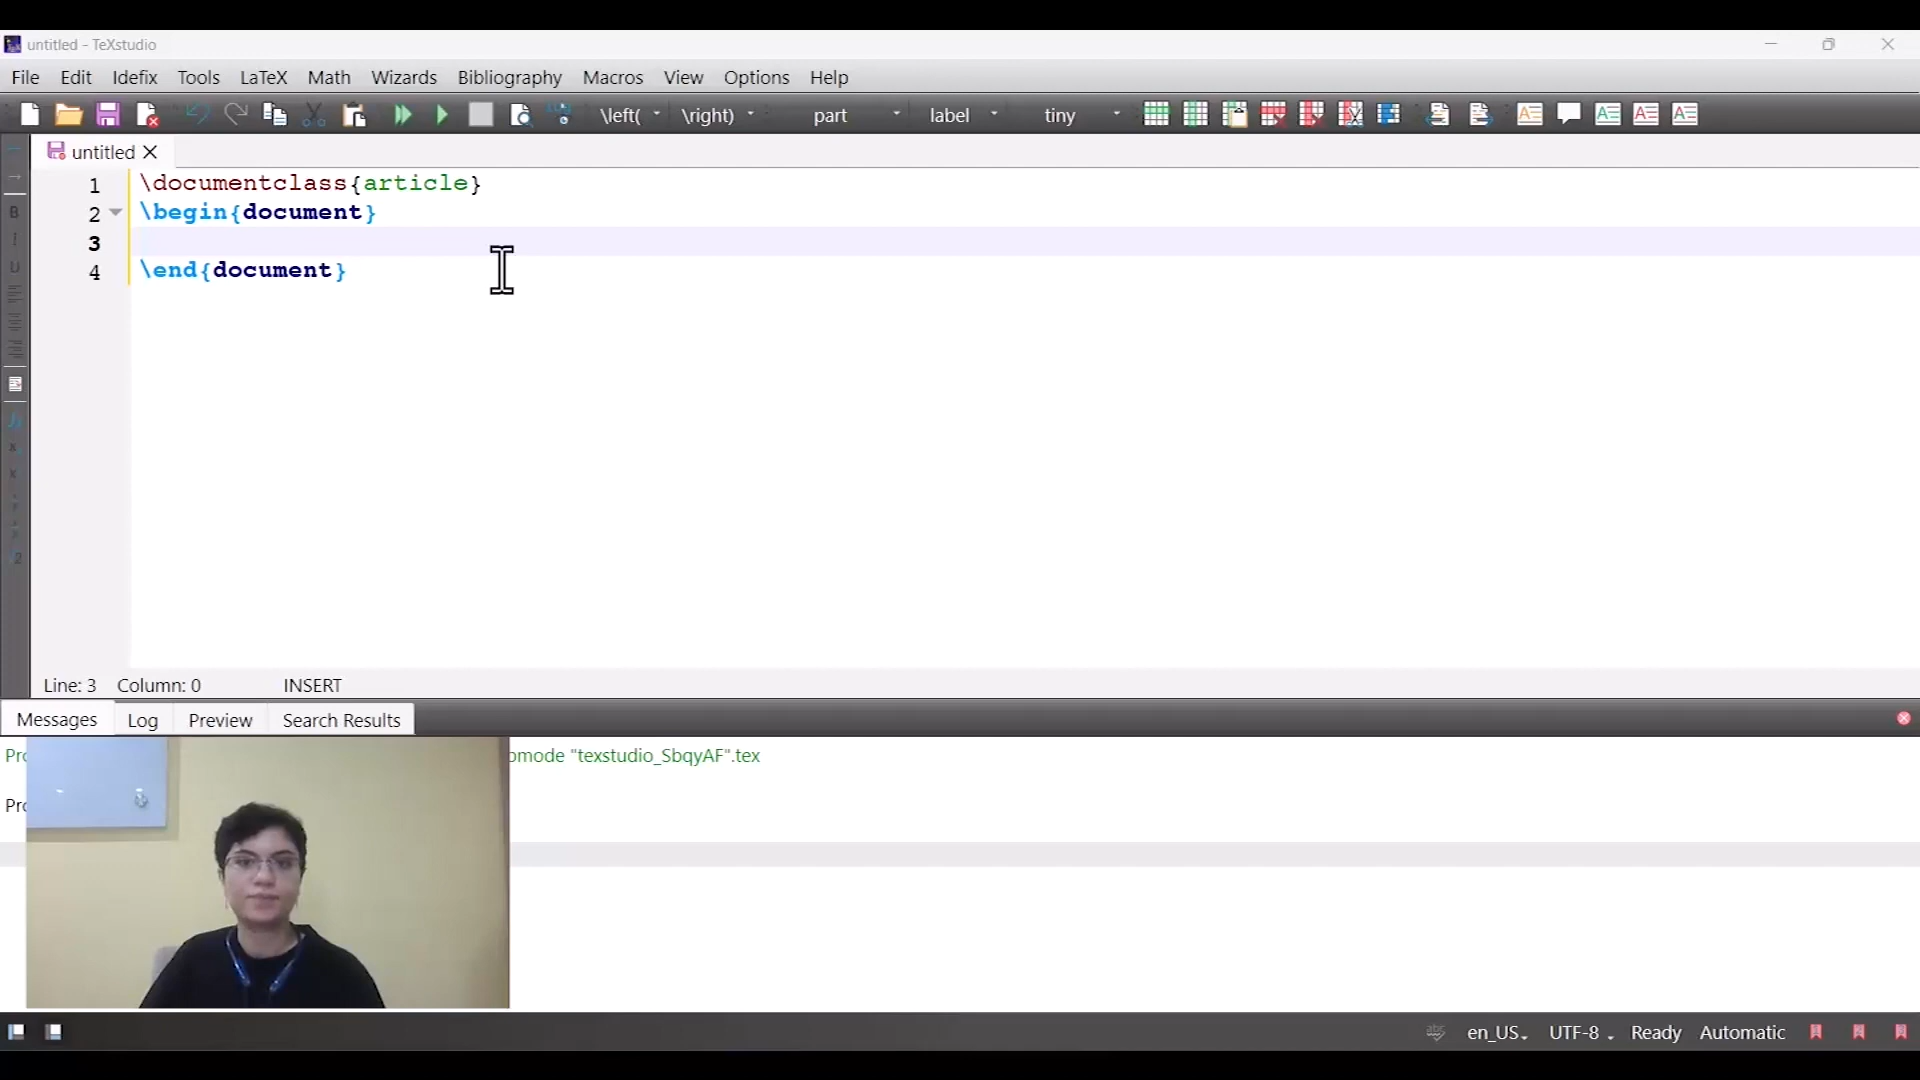 untitled - TeXstudio
File Edit Idefix Tools LaTeX Math Wizards Bibliography Macros View Options Help
\left( \right) part label tiny
untitled
1 \documentclass{article}
2 \begin{document}
3
4 \end{document}
Line: 3 Column: 0 INSERT
Messages Log Preview Search Results
"texstudio_SbqyAF".tex
en_US UTF-8 Ready Automatic